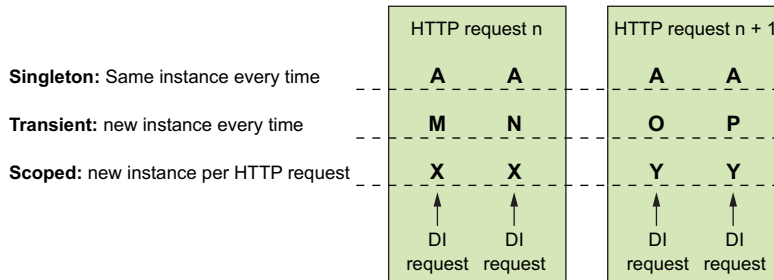 HTTP request n
HTTP request n + 1
Singleton: Same instance every time
A A A A
Transient: new instance every time
M N O P
Scoped: new instance per HTTP request
X X Y Y
DI DI DI DI
request request request request